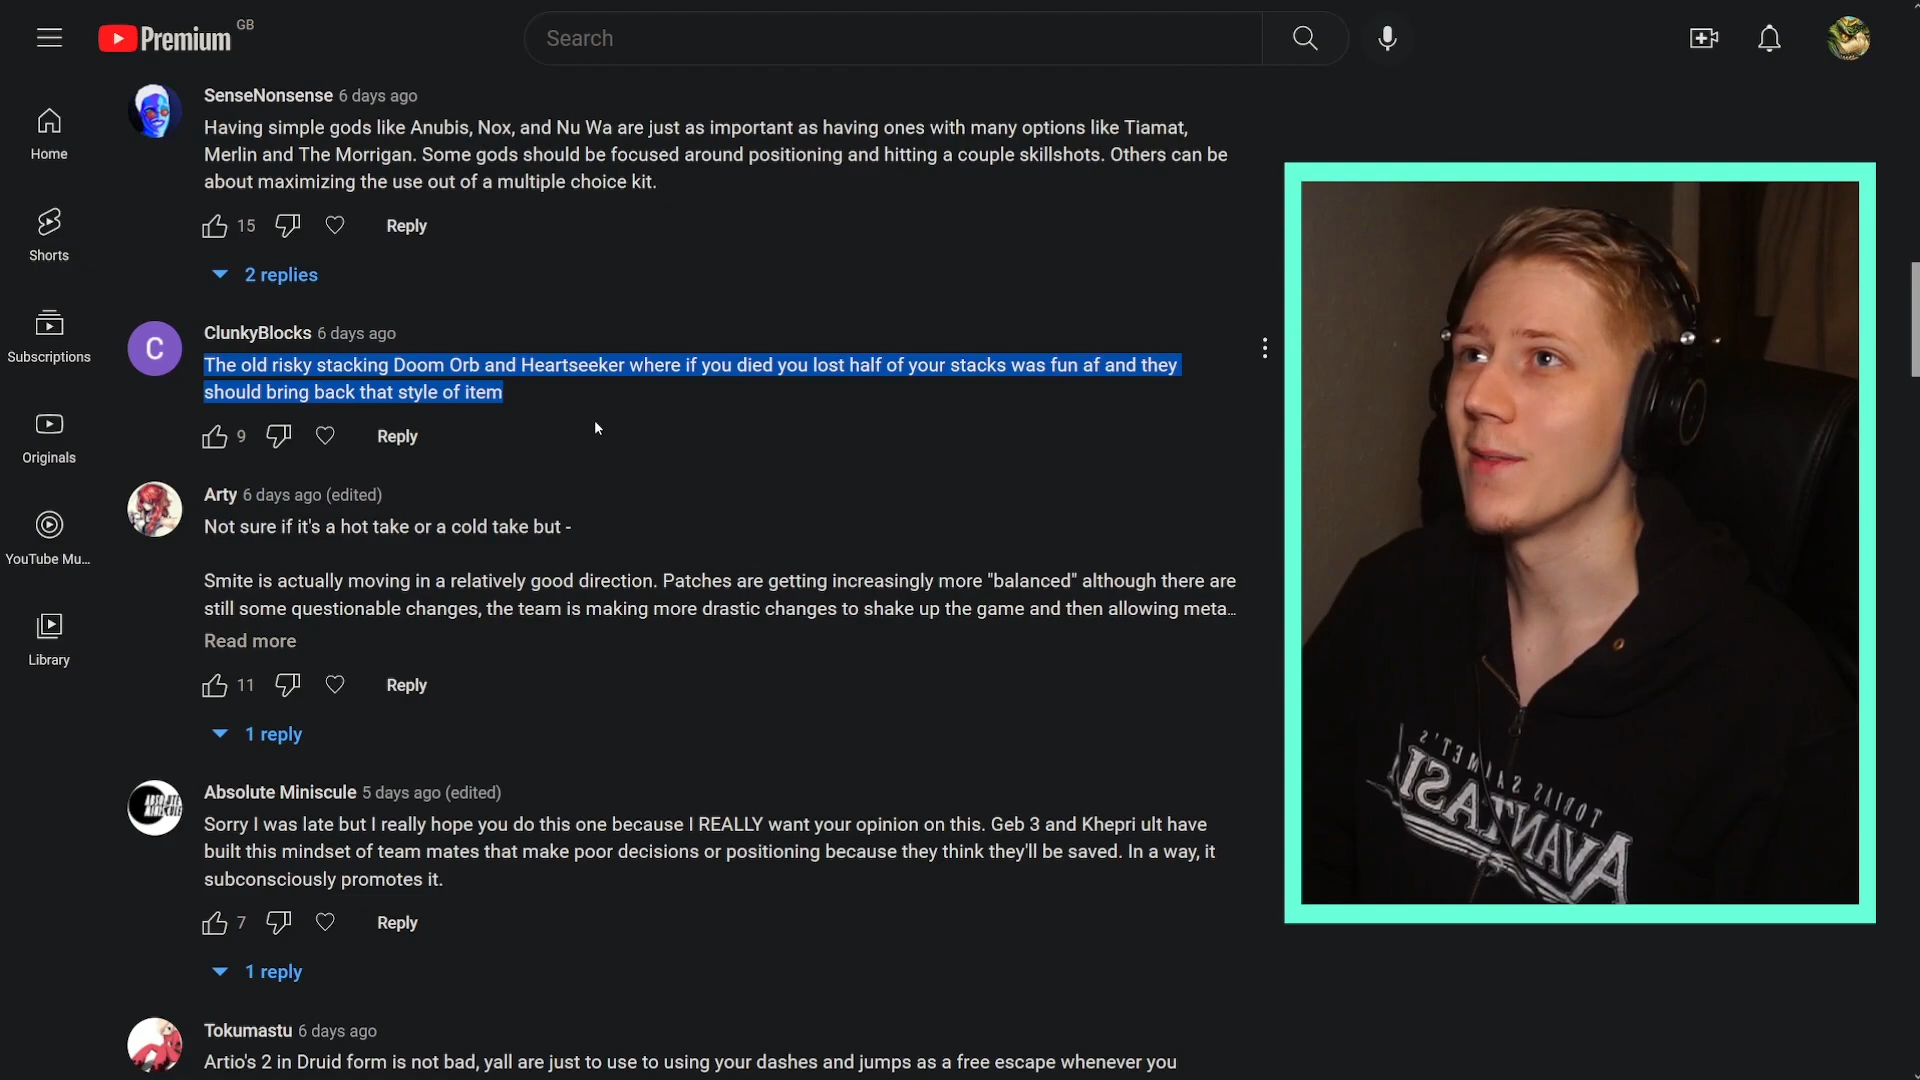 Premium
GB
Search
Home
Shorts
Subscriptions
Originals
YouTube Mu...
Library
SenseNonsense 6 days ago
Having simple gods like Anubis, Nox, and Nu Wa are just as important as having ones with many options like Tiamat,
Merlin and The Morrigan. Some gods should be focused around positioning and hitting a couple skillshots. Others can be
about maximizing the use out of a multiple choice kit.
15 Reply
2 replies
C
ClunkyBlocks 6 days ago
The old risky stacking Doom Orb and Heartseeker where if you died you lost half of your stacks was fun af and they
should bring back that style of item
9 Reply
Arty 6 days ago (edited)
Not sure if it's a hot take or a cold take but -
Smite is actually moving in a relatively good direction. Patches are getting increasingly more "balanced" although there are
still some questionable changes, the team is making more drastic changes to shake up the game and then allowing meta...
Read more
11 Reply
1 reply
ABSOLUTE
MINISCULE
Absolute Miniscule 5 days ago (edited)
Sorry I was late but I really hope you do this one because I REALLY want your opinion on this. Geb 3 and Khepri ult have
built this mindset of team mates that make poor decisions or positioning because they think they'll be saved. In a way, it
subconsciously promotes it.
7 Reply
1 reply
Tokumastu 6 days ago
Artio's 2 in Druid form is not bad, yall are just to use to using your dashes and jumps as a free escape whenever you
TOBIAS SAMMET'S
AVANTASIA